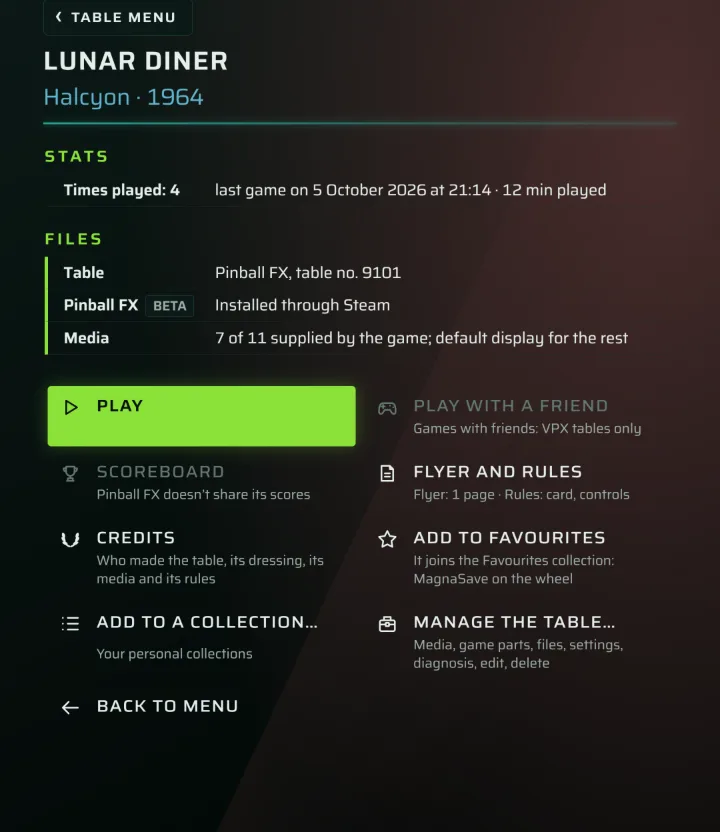 TABLE MENU
LUNAR DINER
Halcyon · 1964
STATS
Times played: 4 last game on 5 October 2026 at 21:14 · 12 min played
FILES
Table Pinball FX, table no. 9101
Pinball FX BETA Installed through Steam
Media 7 of 11 supplied by the game; default display for the rest
PLAY
PLAY WITH A FRIEND
Games with friends: VPX tables only
SCOREBOARD
Pinball FX doesn't share its scores
FLYER AND RULES
Flyer: 1 page · Rules: card, controls
CREDITS
Who made the table, its dressing, its
media and its rules
ADD TO FAVOURITES
It joins the Favourites collection:
MagnaSave on the wheel
ADD TO A COLLECTION...
Your personal collections
MANAGE THE TABLE...
Media, game parts, files, settings,
diagnosis, edit, delete
BACK TO MENU